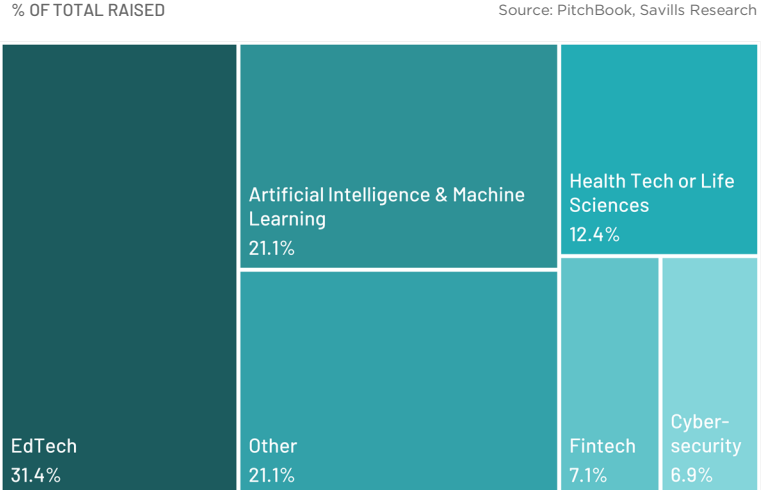 % OF TOTAL RAISED
Source: PitchBook, Savills Research
EdTech
31.4%
Artificial Intelligence & Machine
Learning
21.1%
Other
21.1%
Health Tech or Life
Sciences
12.4%
Fintech
7.1%
Cyber-
security
6.9%